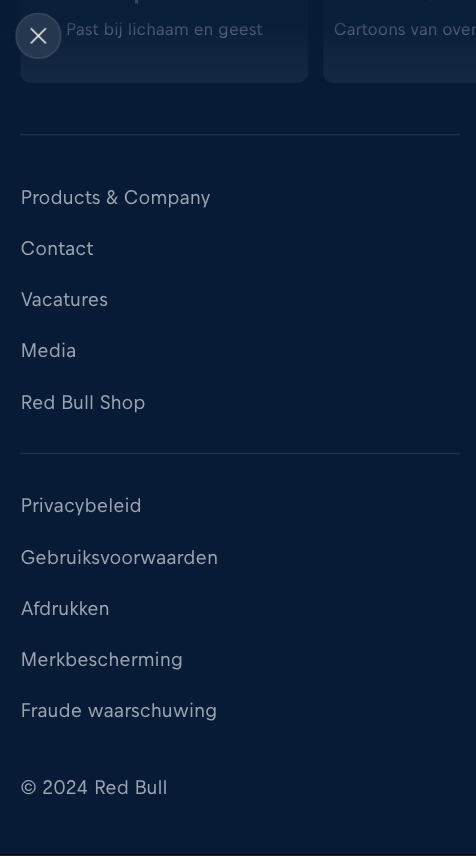 Past bij lichaam en geest
Cartoons van over
Products & Company
Contact
Vacatures
Media
Red Bull Shop
Privacybeleid
Gebruiksvoorwaarden
Afdrukken
Merkbescherming
Fraude waarschuwing
© 2024 Red Bull